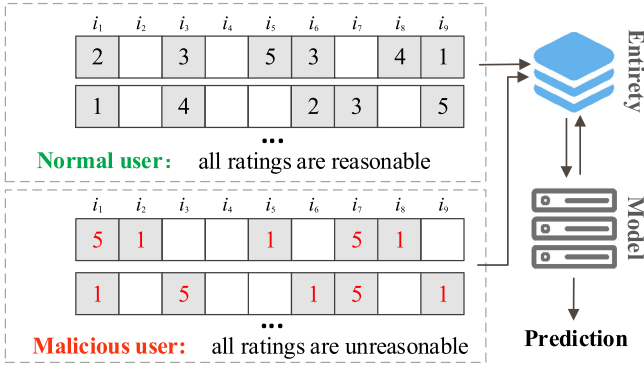 i1 i2 i3 i4 i5 i6 i7 i8 i9
2 3 5 3 4 1
1 4 2 3 5
...
Normal user: all ratings are reasonable
i1 i2 i3 i4 i5 i6 i7 i8 i9
5 1 1 5 1
1 5 1 5 1
...
Malicious user: all ratings are unreasonable
Entirety
Model
Prediction